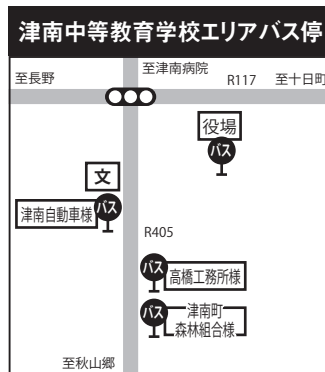 津南中等教育学校エリアバス停
至長野
至津南病院
R117
至十日町
役場
バス
文
津南自動車様
バス
R405
バス
高橋工務所様
バス
津南町
森林組合様
至秋山郷